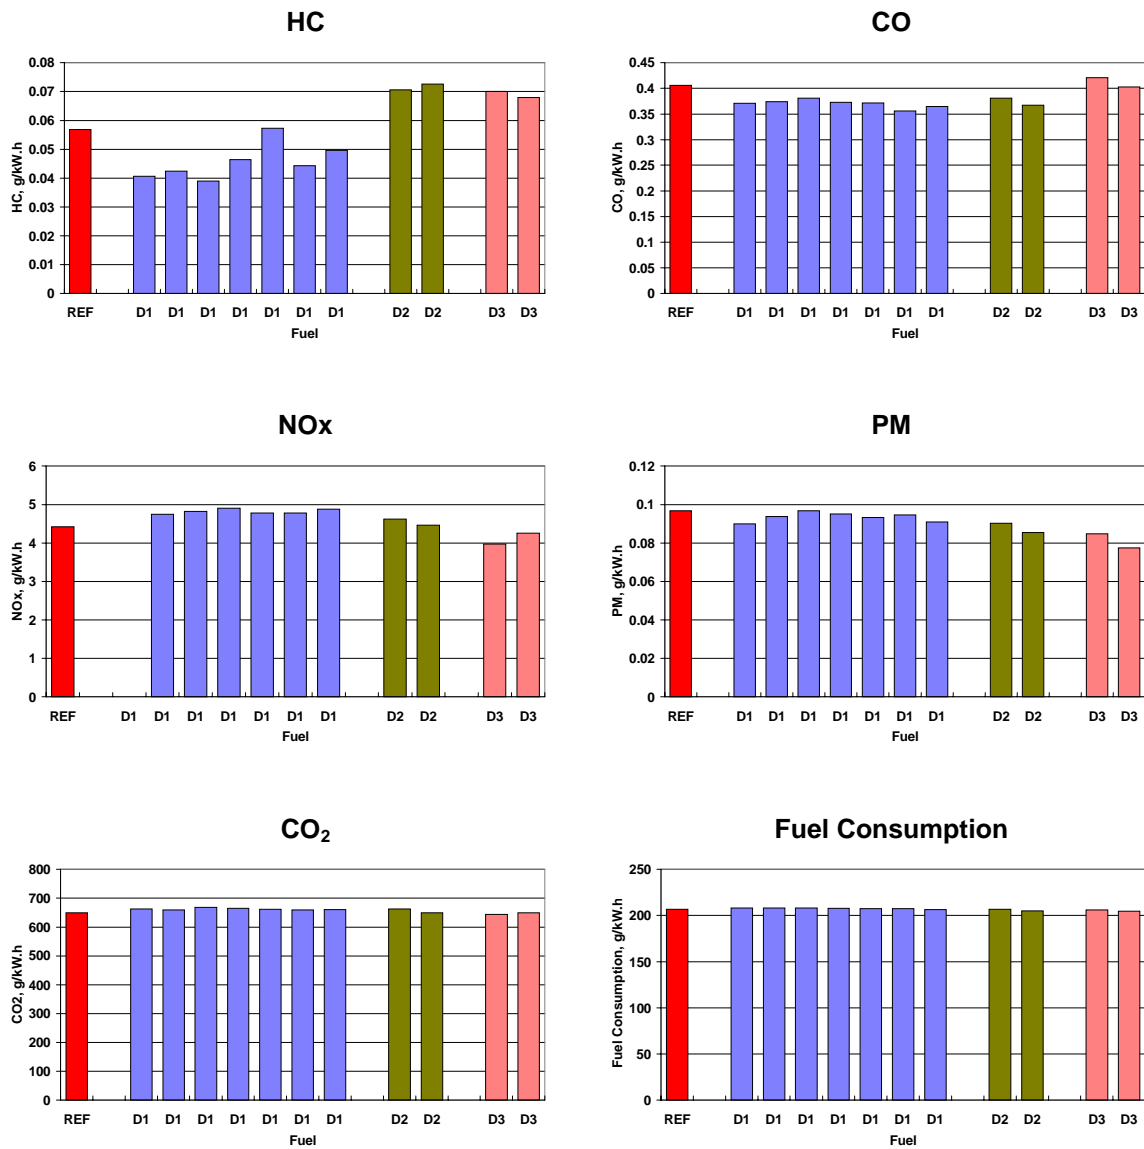 HC
0.08
0.07
0.06
0.05
0.04
0.03
0.02
0.01
0
HC, g/kW.h
REF D1 D1 D1 D1 D1 D1 D1 D2 D2 D3 D3
Fuel
CO
0.45
0.4
0.35
0.3
0.25
0.2
0.15
0.1
0.05
0
CO, g/kW.h
REF D1 D1 D1 D1 D1 D1 D1 D2 D2 D3 D3
Fuel
NOx
6
5
4
3
2
1
0
NOx, g/kW.h
REF D1 D1 D1 D1 D1 D1 D1 D2 D2 D3 D3
Fuel
PM
0.12
0.1
0.08
0.06
0.04
0.02
0
PM, g/kW.h
REF D1 D1 D1 D1 D1 D1 D1 D2 D2 D3 D3
Fuel
CO₂
800
700
600
500
400
300
200
100
0
CO2, g/kW.h
REF D1 D1 D1 D1 D1 D1 D1 D2 D2 D3 D3
Fuel
Fuel Consumption
250
200
150
100
50
0
Fuel Consumption, g/kW.h
REF D1 D1 D1 D1 D1 D1 D1 D2 D2 D3 D3
Fuel